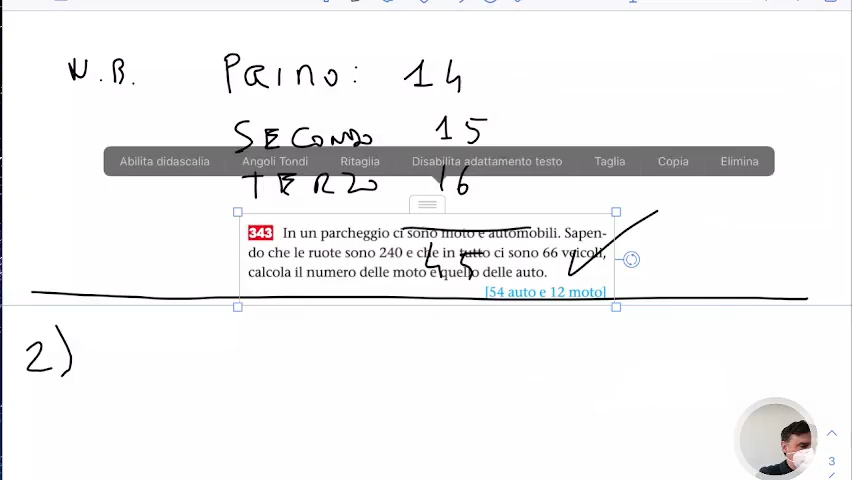 N.B. PRIMO: 14
SECONDO 15
Abilita didascalia Angoli Tondi Ritaglia Disabilita adattamento testo Taglia Copia Elimina
TERZO 16
343 In un parcheggio ci sono moto e automobili. Sapen-
do che le ruote sono 240 e che in tutto ci sono 66 veicoli,
45
calcola il numero delle moto e quello delle auto.
[54 auto e 12 moto]
2)
3